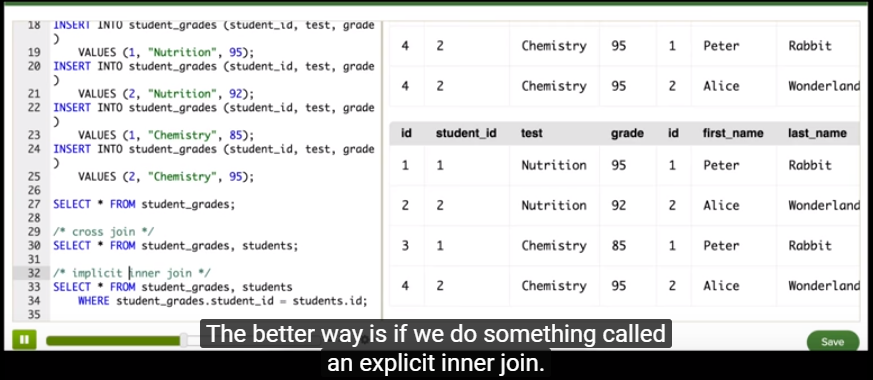 18 INSERT INTO student_grades (student_id, test, grade
)
19 VALUES (1, "Nutrition", 95);
20 INSERT INTO student_grades (student_id, test, grade
)
21 VALUES (2, "Nutrition", 92);
22 INSERT INTO student_grades (student_id, test, grade
)
23 VALUES (1, "Chemistry", 85);
24 INSERT INTO student_grades (student_id, test, grade
)
25 VALUES (2, "Chemistry", 95);
26
27 SELECT * FROM student_grades;
28
29 /* cross join */
30 SELECT * FROM student_grades, students;
31
32 /* implicit inner join */
33 SELECT * FROM student_grades, students
34 WHERE student_grades.student_id = students.id;
35
4 2 Chemistry 95 1 Peter Rabbit
4 2 Chemistry 95 2 Alice Wonderland
id student_id test grade id first_name last_name
1 1 Nutrition 95 1 Peter Rabbit
2 2 Nutrition 92 2 Alice Wonderland
3 1 Chemistry 85 1 Peter Rabbit
4 2 Chemistry 95 2 Alice Wonderland
Save
The better way is if we do something called
an explicit inner join.